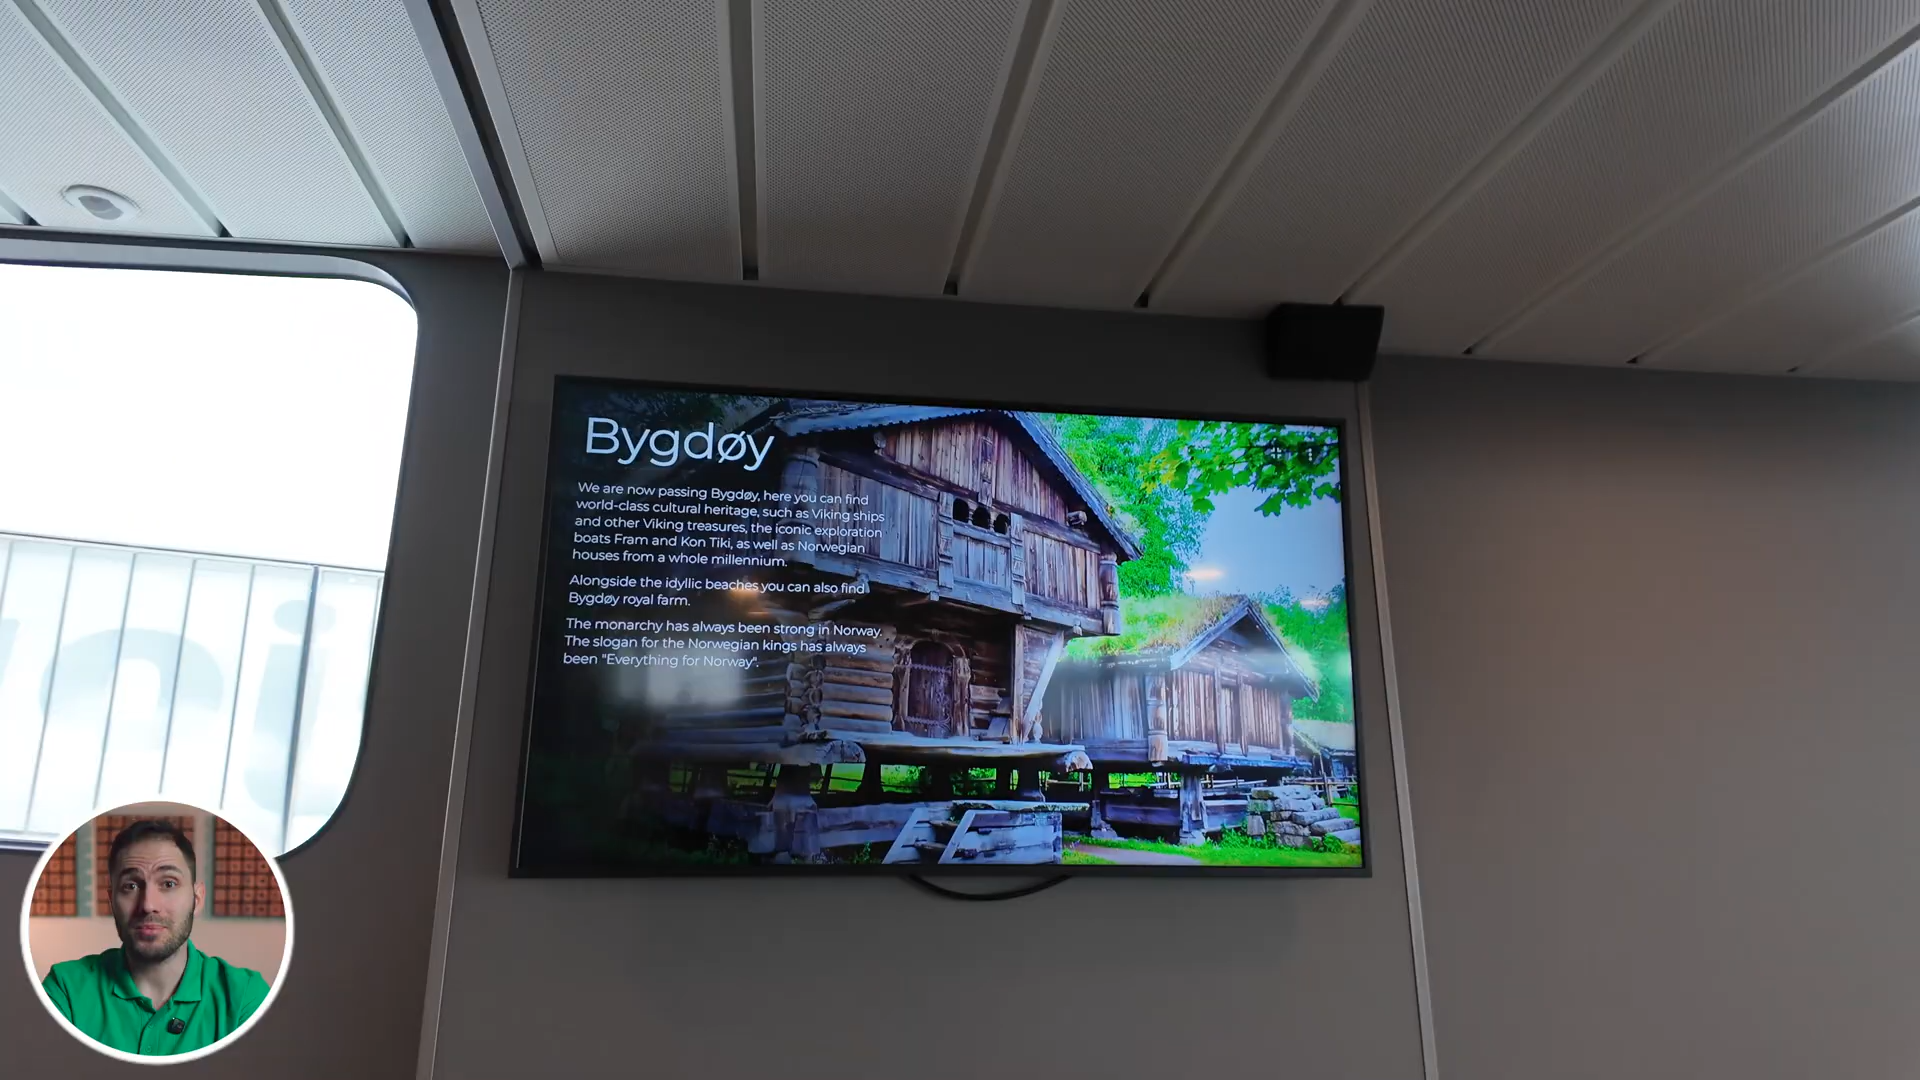 Bygdøy
We are now passing Bygdøy, here you can find
world-class cultural heritage, such as Viking ships
and other Viking treasures, the iconic exploration
boats Fram and Kon Tiki, as well as Norwegian
houses from a whole millennium.
Alongside the idyllic beaches you can also find
Bygdøy royal farm.
The monarchy has always been strong in Norway.
The slogan for the Norwegian kings has always
been "Everything for Norway".